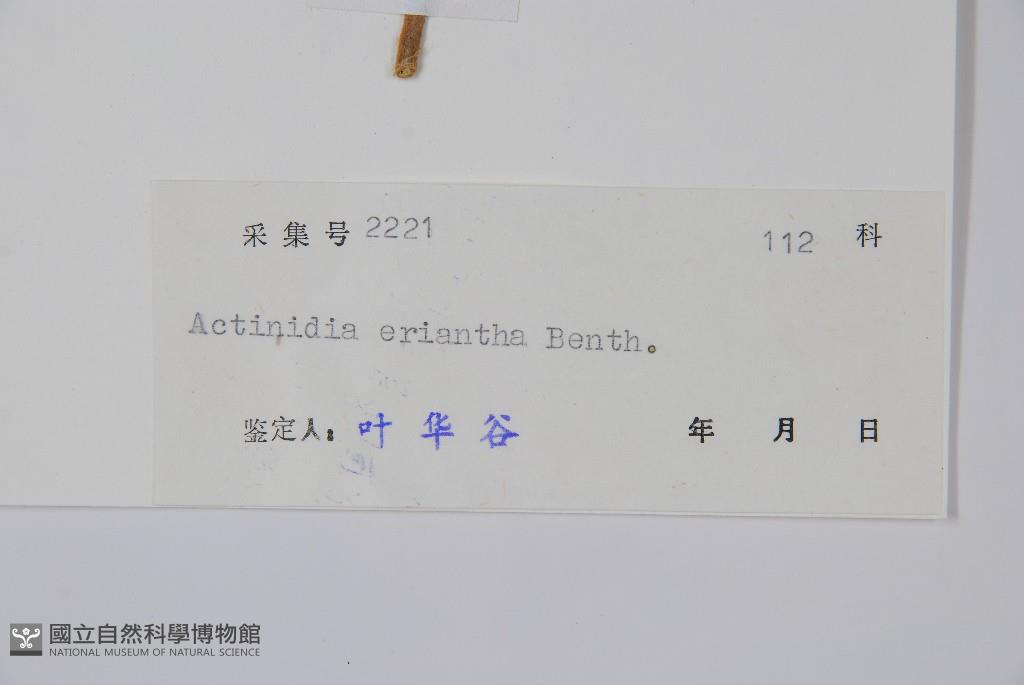 采集号 2221 112 科
Actinidia eriantha Benth.
鉴定人: 叶华谷 年 月 日
國立自然科學博物館
NATIONAL MUSEUM OF NATURAL SCIENCE